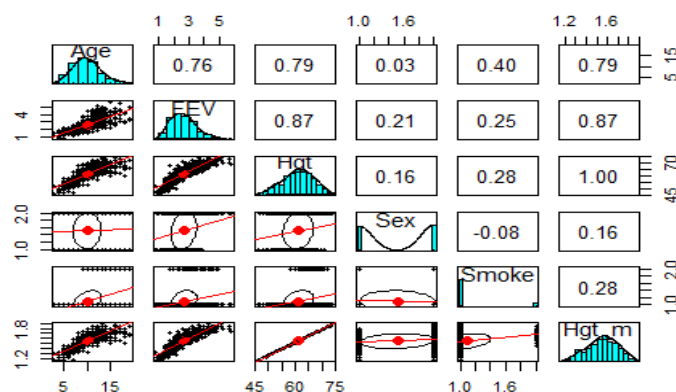 1 3 5 1.0 1.6 1.2 1.6
Age 0.76 0.79 0.03 0.40 0.79 5 15
1 4 FEV 0.87 0.21 0.25 0.87
Hgt 0.16 0.28 1.00 45 60 70
1.0 2.0 Sex -0.08 0.16
Smoke 0.28 1.0 2.0
1.2 1.8 Hgt_m
5 15 45 60 75 1.0 1.6